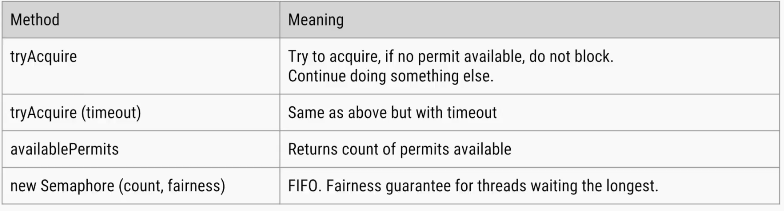 Method Meaning
tryAcquire Try to acquire, if no permit available, do not block.
Continue doing something else.
tryAcquire (timeout) Same as above but with timeout
availablePermits Returns count of permits available
new Semaphore (count, fairness) FIFO. Fairness guarantee for threads waiting the longest.